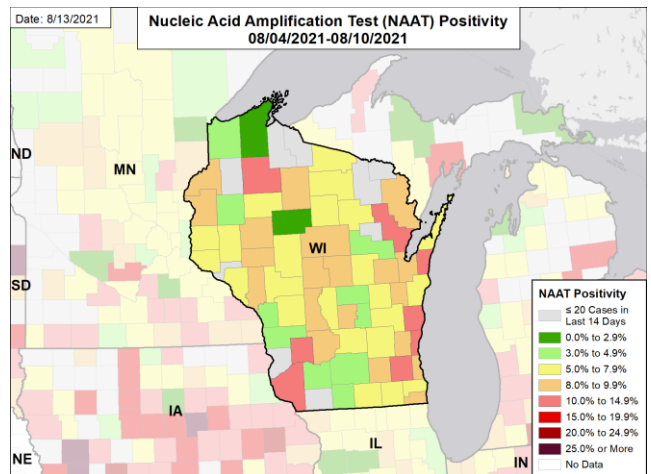 Date: 8/13/2021
Nucleic Acid Amplification Test (NAAT) Positivity
08/04/2021-08/10/2021
ND
MN
WI
SD
IA
NE
IL
IN
NAAT Positivity
≤ 20 Cases in
Last 14 Days
0.0% to 2.9%
3.0% to 4.9%
5.0% to 7.9%
8.0% to 9.9%
10.0% to 14.9%
15.0% to 19.9%
20.0% to 24.9%
25.0% or More
No Data